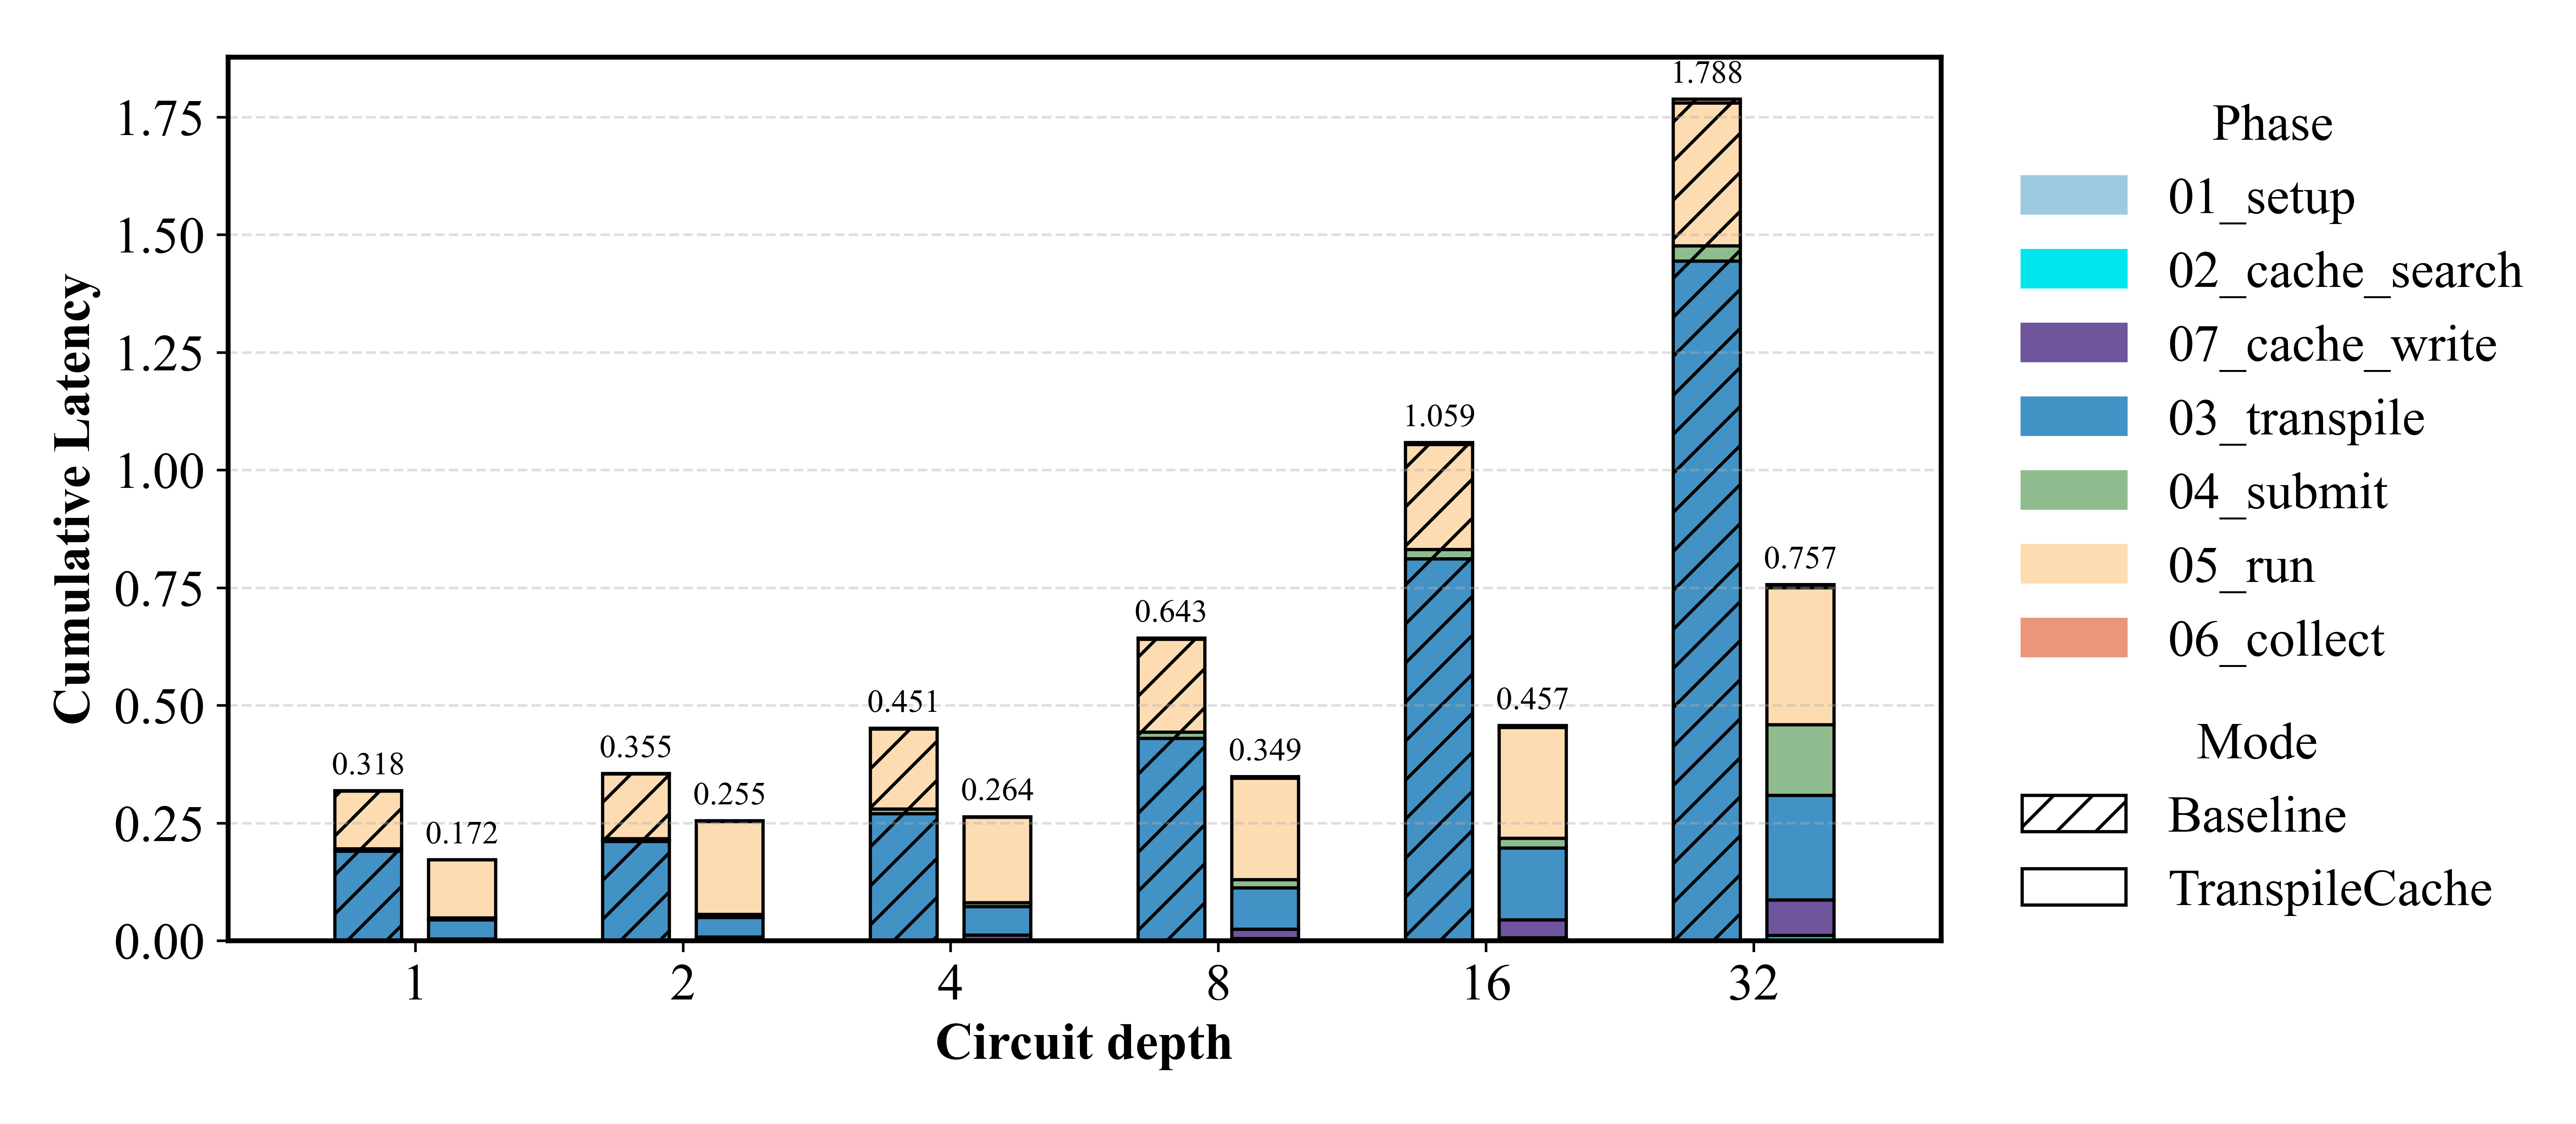 Cumulative Latency
1.75
1.50
1.25
1.00
0.75
0.50
0.25
0.00
0.318
0.172
0.355
0.255
0.451
0.264
0.643
0.349
1.059
0.457
1.788
0.757
1
2
4
8
16
32
Circuit depth
Phase
01_setup
02_cache_search
07_cache_write
03_transpile
04_submit
05_run
06_collect
Mode
Baseline
TranspileCache